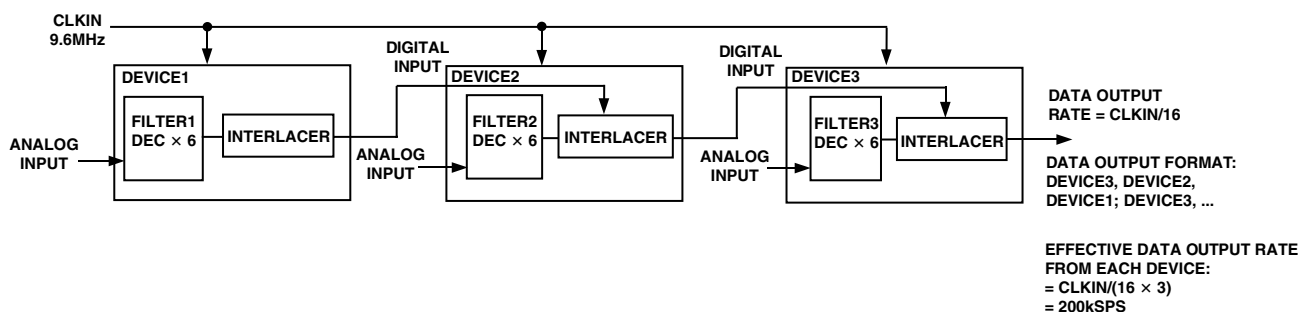 CLKIN
9.6MHz
DEVICE1
FILTER1
DEC × 6
INTERLACER
ANALOG
INPUT
DIGITAL
INPUT
DEVICE2
FILTER2
DEC × 6
INTERLACER
ANALOG
INPUT
DIGITAL
INPUT
DEVICE3
FILTER3
DEC × 6
INTERLACER
ANALOG
INPUT
DATA OUTPUT
RATE = CLKIN/16
DATA OUTPUT FORMAT:
DEVICE3, DEVICE2,
DEVICE1; DEVICE3, ...
EFFECTIVE DATA OUTPUT RATE
FROM EACH DEVICE:
= CLKIN/(16 × 3)
= 200kSPS